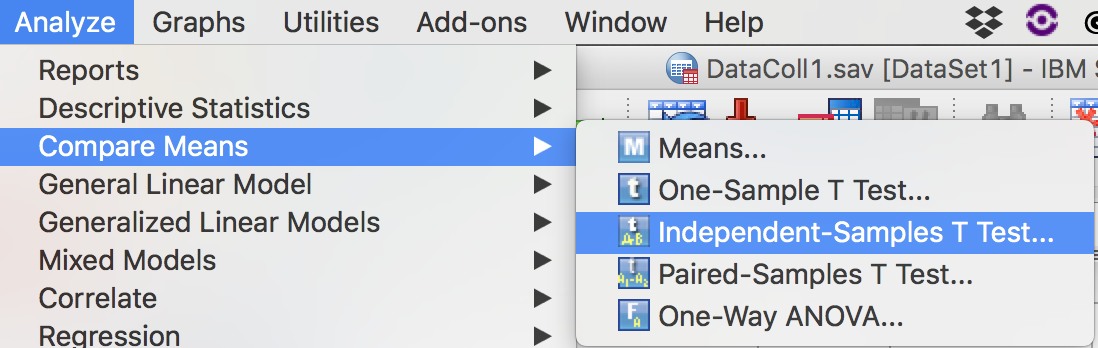 Analyze Graphs Utilities Add-ons Window Help
DataColl1.sav [DataSet1] - IBM
Reports
Descriptive Statistics
Compare Means
General Linear Model
Generalized Linear Models
Mixed Models
Correlate
Regression
M Means...
t One-Sample T Test...
t Independent-Samples T Test...
t Paired-Samples T Test...
F One-Way ANOVA...